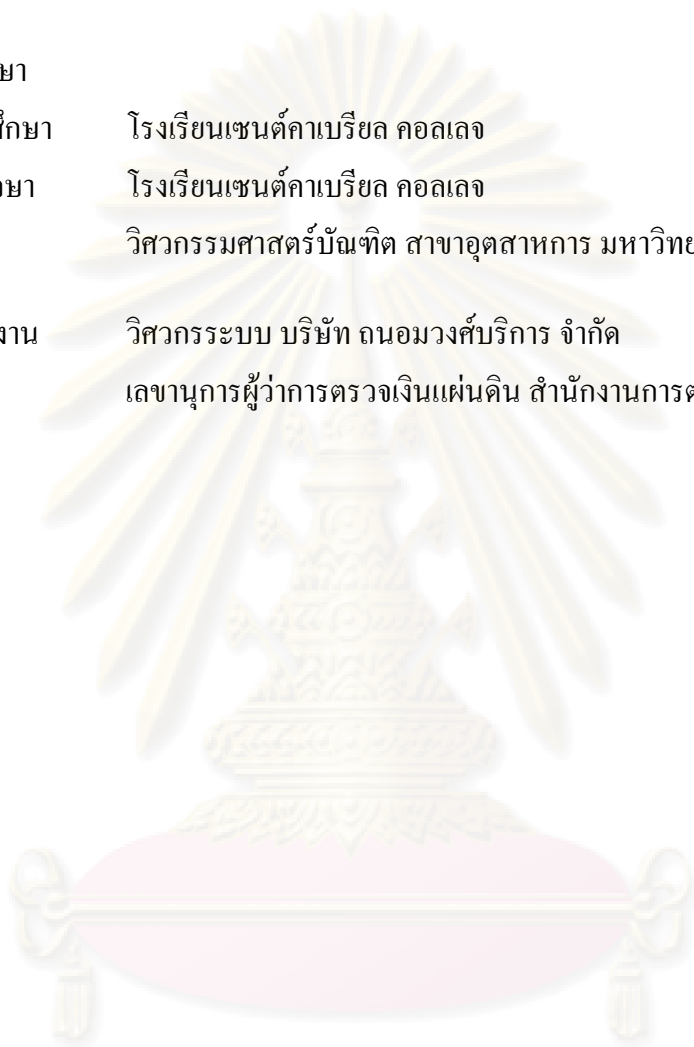 ษา
ศึกษา โรงเรียนเซนต์คาเบรียล คอลเลจ
กษา โรงเรียนเซนต์คาเบรียล คอลเลจ
วิศวกรรมศาสตร์บัณฑิต สาขาอุตสาหการ มหาวิทย
งาน วิศวกรระบบ บริษัท ถนอมวงศ์บริการ จำกัด
เลขานุการผู้ว่าการตรวจเงินแผ่นดิน สำนักงานการต